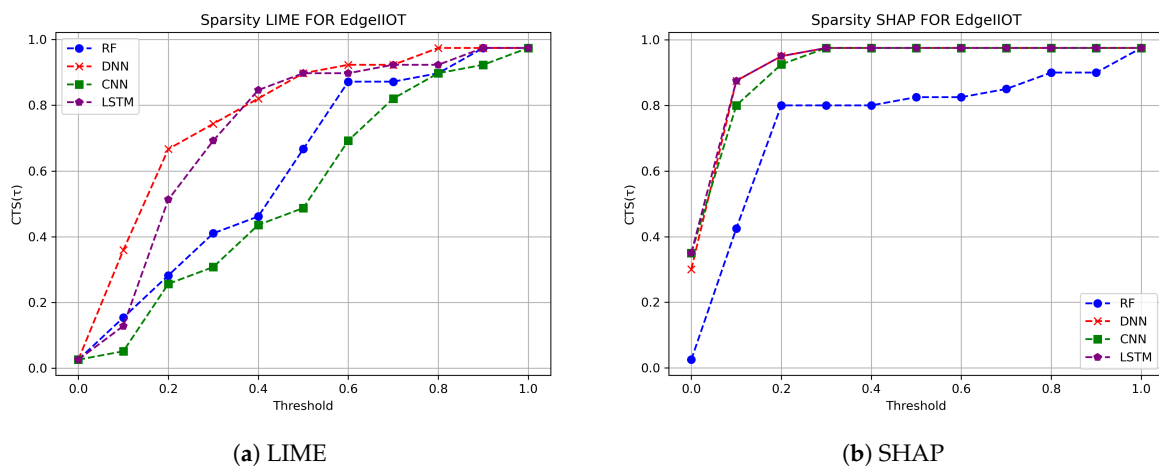 Sparsity LIME FOR EdgeIIOT
1.0
0.8
0.6
0.4
0.2
0.0
CTS(τ)
RF
DNN
CNN
LSTM
0.0 0.2 0.4 0.6 0.8 1.0
Threshold
(a) LIME
Sparsity SHAP FOR EdgeIIOT
1.0
0.8
0.6
0.4
0.2
0.0
CTS(τ)
RF
DNN
CNN
LSTM
0.0 0.2 0.4 0.6 0.8 1.0
Threshold
(b) SHAP